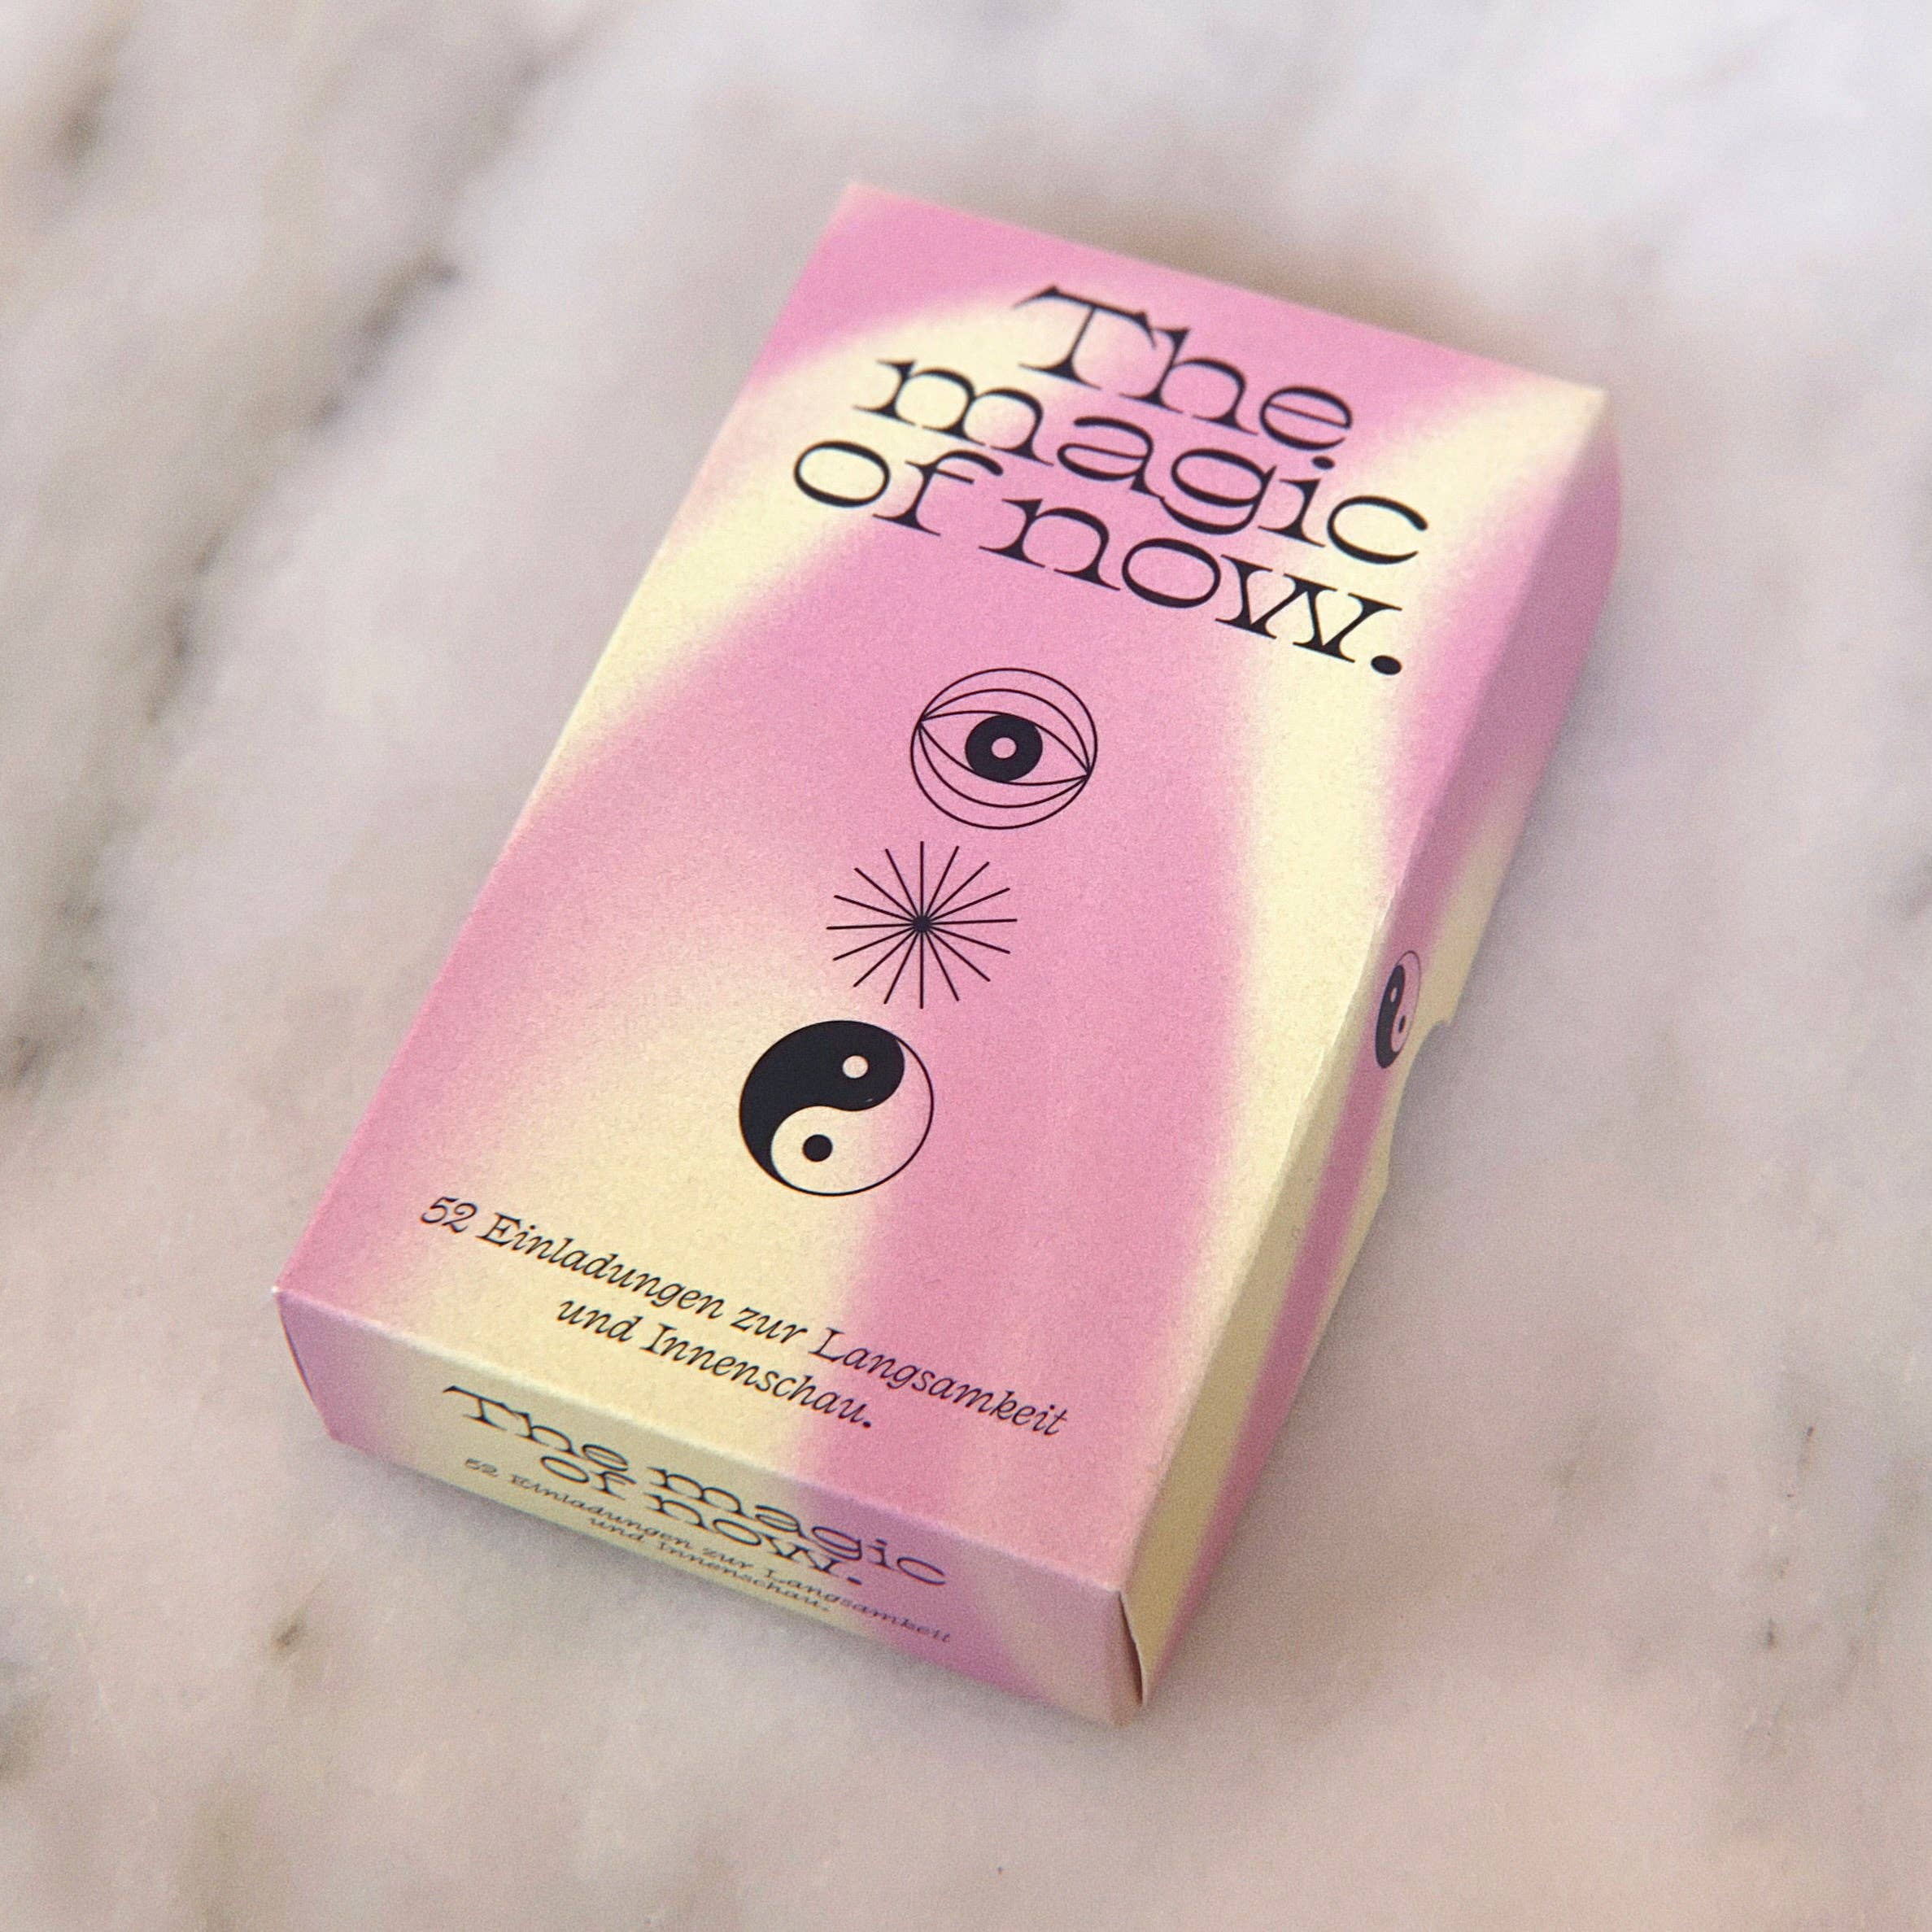 The
magic
of now.
52 Einladungen zur Langsamkeit
und Innenschau.
The magic
of now.
52 Einladungen zur Langsamkeit
und Innenschau.